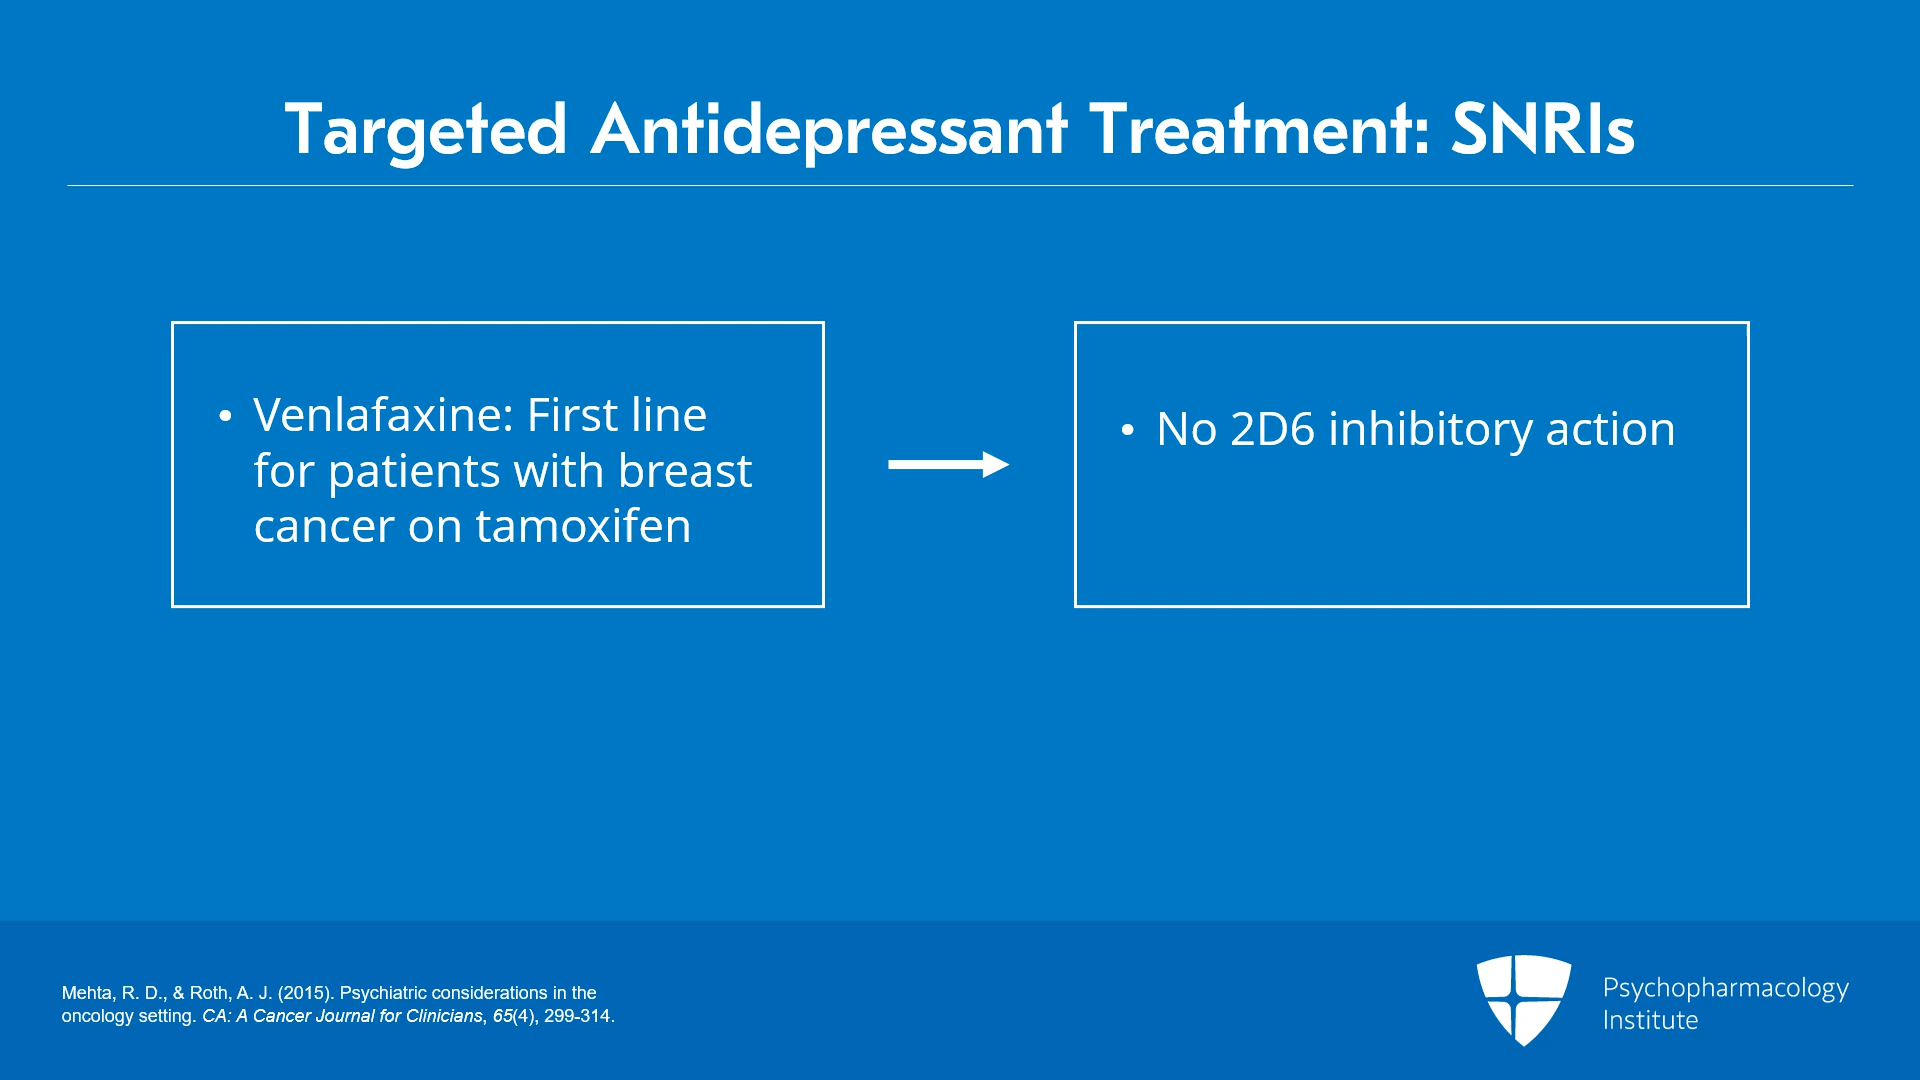 Targeted Antidepressant Treatment: SNRIs
• Venlafaxine: First line
for patients with breast
cancer on tamoxifen
• No 2D6 inhibitory action
Mehta, R. D., & Roth, A. J. (2015). Psychiatric considerations in the
oncology setting. CA: A Cancer Journal for Clinicians, 65(4), 299-314.
Psychopharmacology
Institute